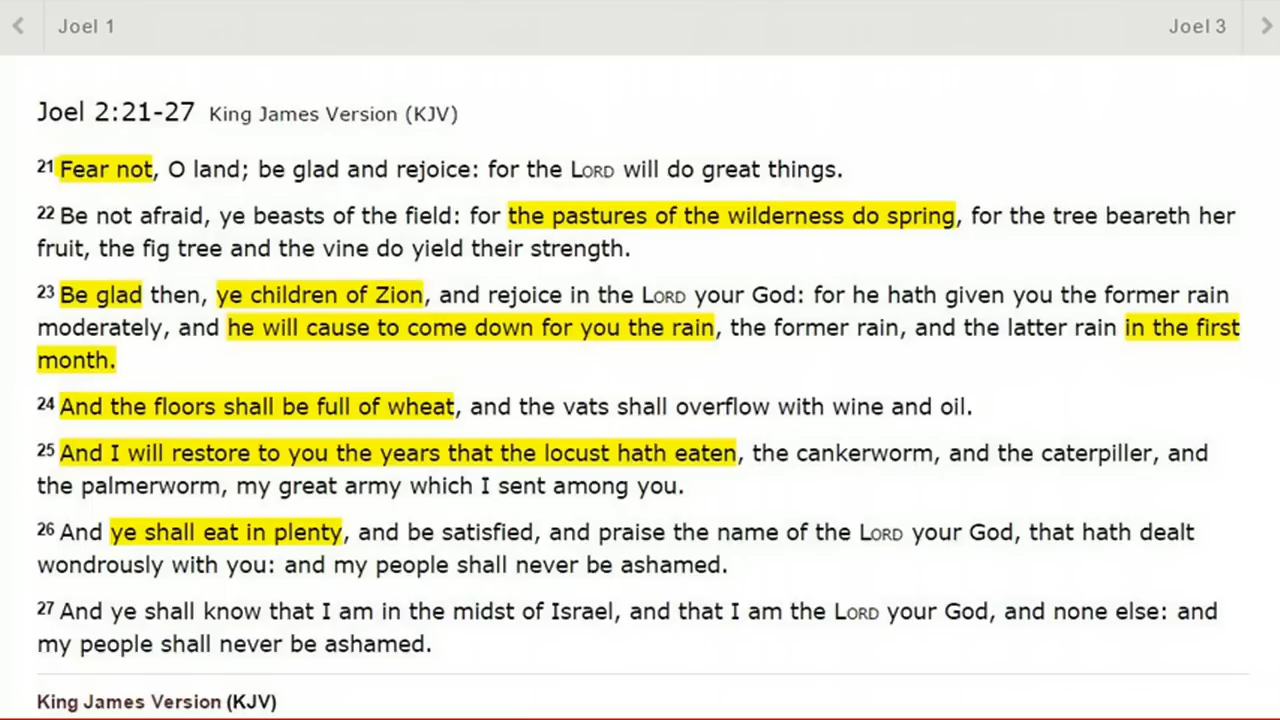 Joel 1
Joel 3
Joel 2:21-27 King James Version (KJV)
21 Fear not, O land; be glad and rejoice: for the LORD will do great things.
22 Be not afraid, ye beasts of the field: for the pastures of the wilderness do spring, for the tree beareth her
fruit, the fig tree and the vine do yield their strength.
23 Be glad then, ye children of Zion, and rejoice in the LORD your God: for he hath given you the former rain
moderately, and he will cause to come down for you the rain, the former rain, and the latter rain in the first
month.
24 And the floors shall be full of wheat, and the vats shall overflow with wine and oil.
25 And I will restore to you the years that the locust hath eaten, the cankerworm, and the caterpiller, and
the palmerworm, my great army which I sent among you.
26 And ye shall eat in plenty, and be satisfied, and praise the name of the LORD your God, that hath dealt
wondrously with you: and my people shall never be ashamed.
27 And ye shall know that I am in the midst of Israel, and that I am the LORD your God, and none else: and
my people shall never be ashamed.
King James Version (KJV)